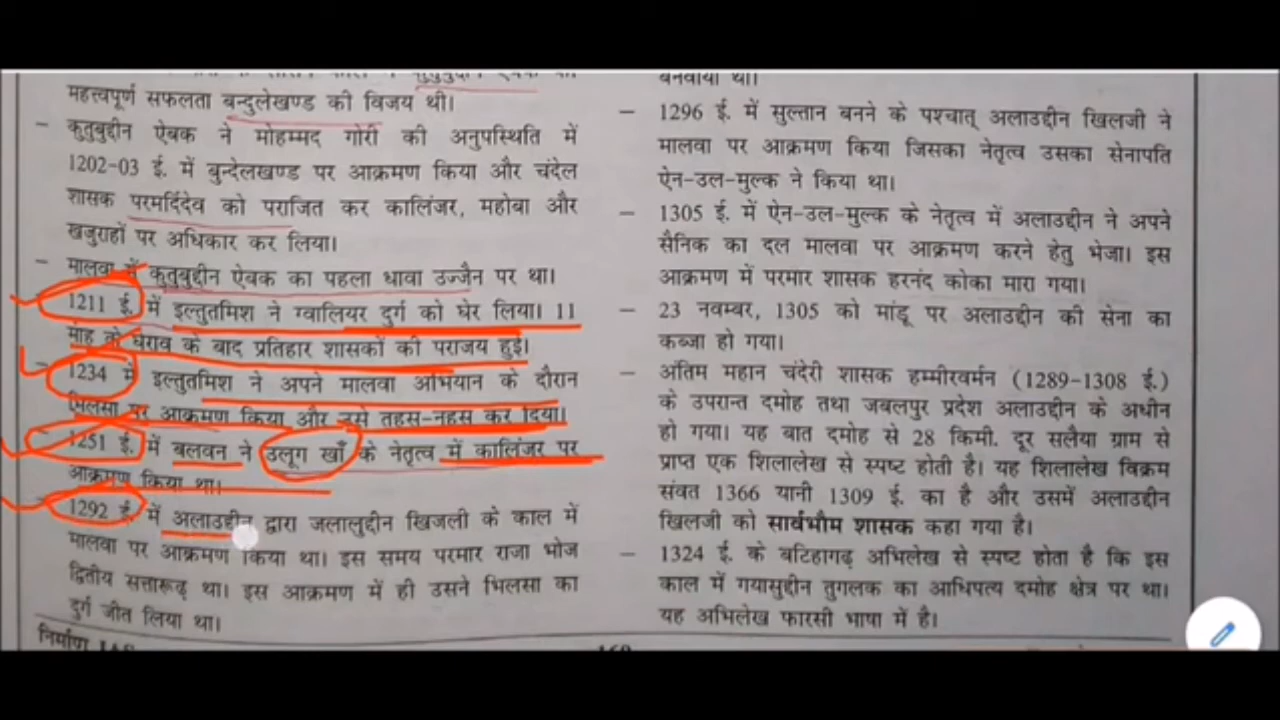 महत्त्वपूर्ण सफलता बुन्देलखण्ड की विजय थी।
– कुतुबुद्दीन ऐबक ने मोहम्मद गोरी की अनुपस्थिति में
1202-03 ई. में बुन्देलखण्ड पर आक्रमण किया और चंदेल
शासक परमर्दिदेव को पराजित कर कालिंजर, महोबा और
खजुराहों पर अधिकार कर लिया।
– मालवा में कुतुबुद्दीन ऐबक का पहला धावा उज्जैन पर था।
1211 ई. में इल्तुतमिश ने ग्वालियर दुर्ग को घेर लिया। 11
माह के घेराव के बाद प्रतिहार शासकों की पराजय हुई।
– 1234 में इल्तुतमिश ने अपने मालवा अभियान के दौरान
भिलसा पर आक्रमण किया और उसे तहस-नहस कर दिया।
– 1251 ई. में बलवन ने उलूग खाँ के नेतृत्व में कालिंजर पर
आक्रमण किया था।
– 1292 ई. में अलाउद्दीन द्वारा जलालुद्दीन खिजली के काल में
मालवा पर आक्रमण किया था। इस समय परमार राजा भोज
द्वितीय सत्तारूढ़ था। इस आक्रमण में ही उसने भिलसा का
दुर्ग जीत लिया था।
निर्माण IAS
बनवाया था।
– 1296 ई. में सुल्तान बनने के पश्चात् अलाउद्दीन खिलजी ने
मालवा पर आक्रमण किया जिसका नेतृत्व उसका सेनापति
ऐन-उल-मुल्क ने किया था।
– 1305 ई. में ऐन-उल-मुल्क के नेतृत्व में अलाउद्दीन ने अपने
सैनिक का दल मालवा पर आक्रमण करने हेतु भेजा। इस
आक्रमण में परमार शासक हरनंद कोका मारा गया।
– 23 नवम्बर, 1305 को मांडू पर अलाउद्दीन की सेना का
कब्जा हो गया।
– अंतिम महान चंदेरी शासक हम्मीरवर्मन (1289-1308 ई.)
के उपरान्त दमोह तथा जबलपुर प्रदेश अलाउद्दीन के अधीन
हो गया। यह बात दमोह से 28 किमी. दूर सलैया ग्राम से
प्राप्त एक शिलालेख से स्पष्ट होती है। यह शिलालेख विक्रम
संवत 1366 यानी 1309 ई. का है और उसमें अलाउद्दीन
खिलजी को सार्वभौम शासक कहा गया है।
– 1324 ई. के बटिहागढ़ अभिलेख से स्पष्ट होता है कि इस
काल में गयासुद्दीन तुगलक का आधिपत्य दमोह क्षेत्र पर था।
यह अभिलेख फारसी भाषा में है।